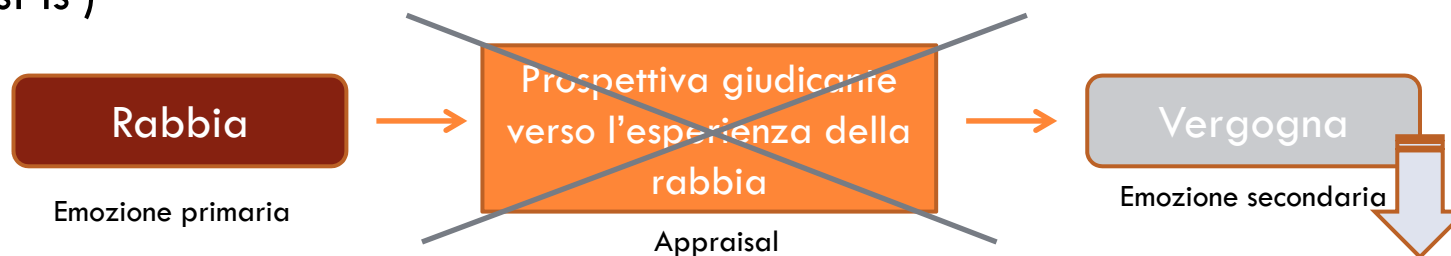 Rabbia
Emozione primaria
Prospettiva giudicante
verso l'esperienza della
rabbia
Appraisal
Vergogna
Emozione secondaria